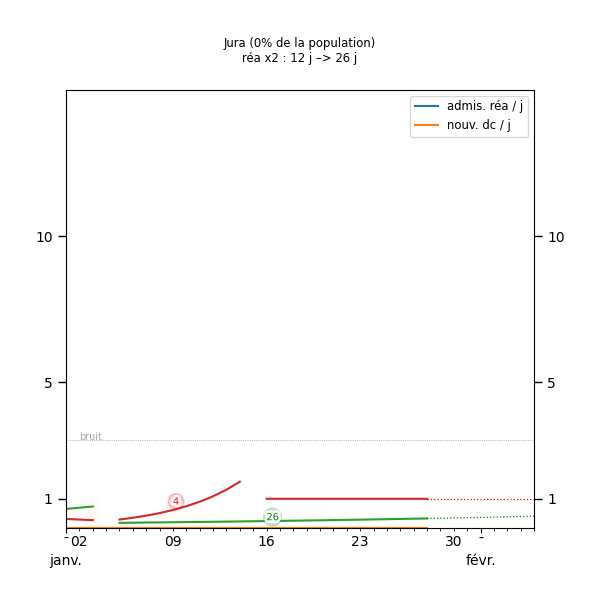 Jura (0% de la population)
réa x2 : 12 j –> 26 j
admis. réa / j
nouv. dc / j
10 10
5 5
bruit
1 4 1
26
02 09 16 23 30
janv. févr.